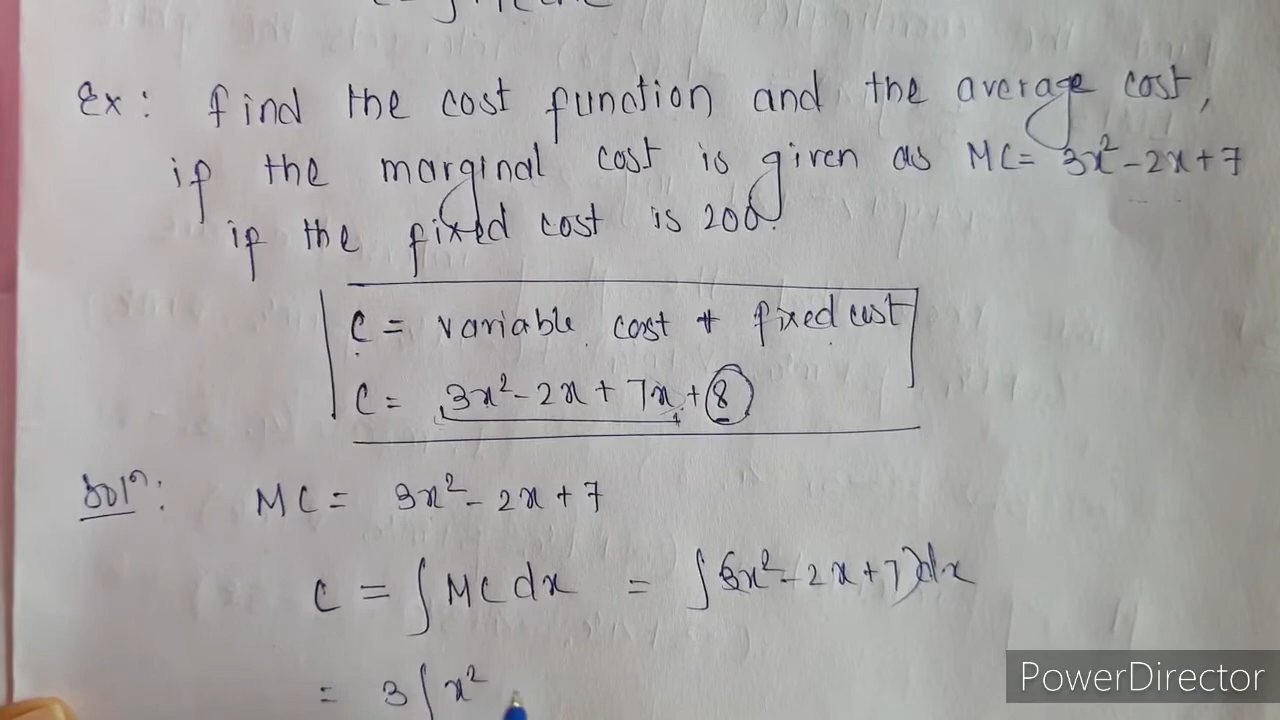 Ex: find the cost function and the average cost,
if the marginal cost is given as MC = 3x² - 2x + 7
if the fixed cost is 200.
C = variable cost + fixed cost
C = 3x² - 2x + 7x + 8
Solⁿ: MC = 3x² - 2x + 7
C = ∫ MC dx = ∫(3x² - 2x + 7)dx
= 3∫x²
PowerDirector